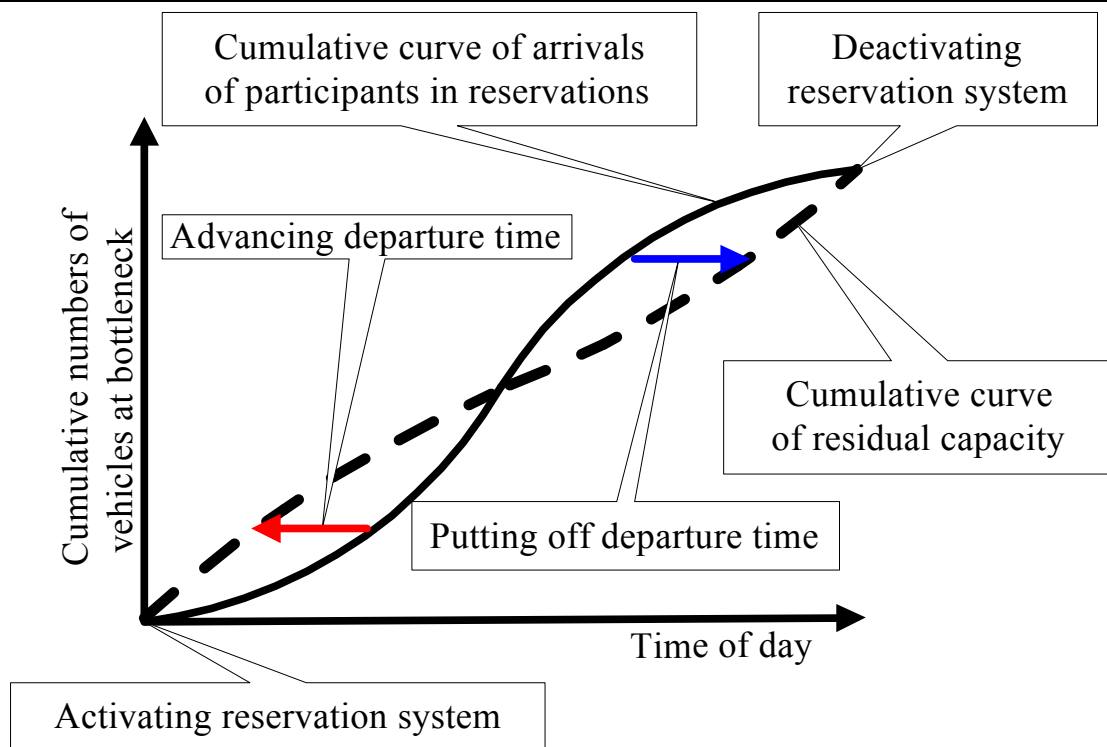 Cumulative curve of arrivals
of participants in reservations
Deactivating
reservation system
Advancing departure time
Cumulative numbers of
vehicles at bottleneck
Cumulative curve
of residual capacity
Putting off departure time
Time of day
Activating reservation system